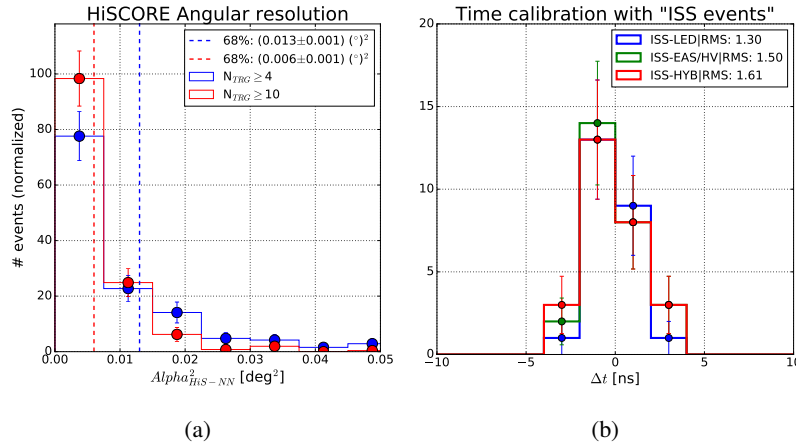 HiSCORE Angular resolution
68%: (0.013±0.001) (°)²
68%: (0.006±0.001) (°)²
N_TRG ≥ 4
N_TRG ≥ 10
# events (normalized)
100
80
60
40
20
0
0.00 0.01 0.02 0.03 0.04 0.05
Alpha²_HiS−NN [deg²]
(a)
Time calibration with "ISS events"
ISS-LED|RMS: 1.30
ISS-EAS/HV|RMS: 1.50
ISS-HYB|RMS: 1.61
20
15
10
5
0
−10 −5 0 5 10
Δt [ns]
(b)